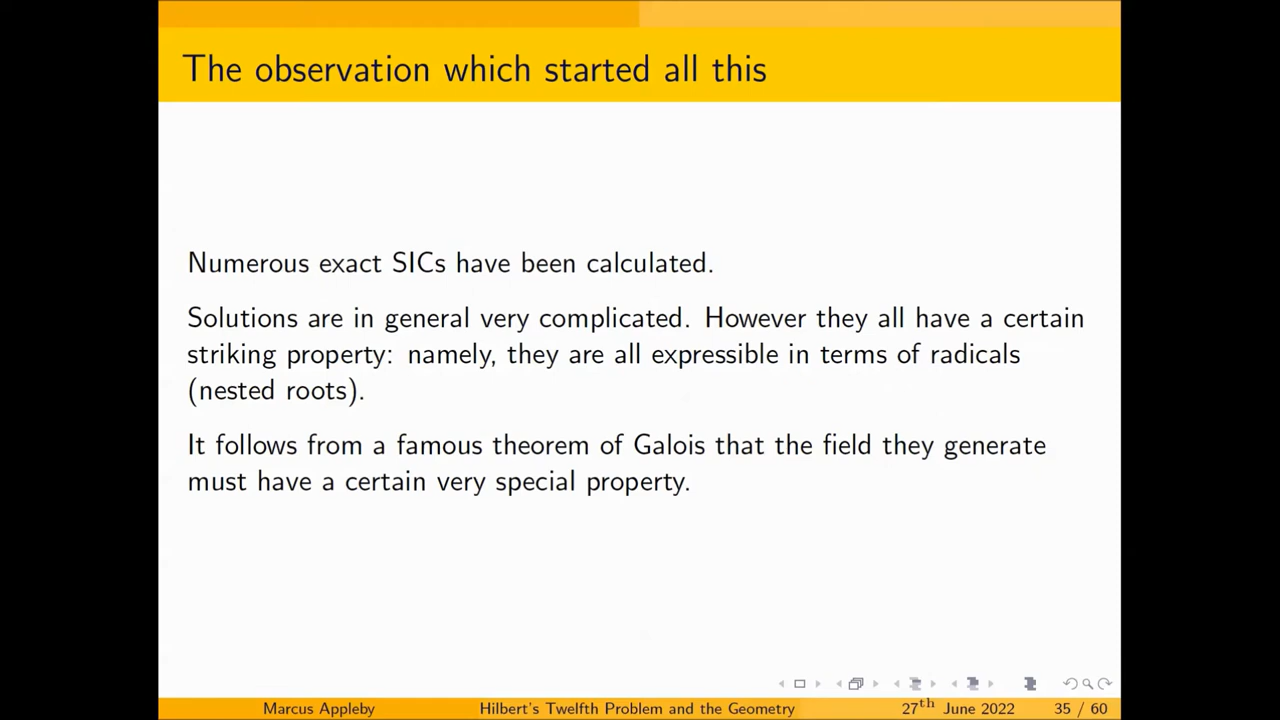 The observation which started all this
Numerous exact SICs have been calculated.
Solutions are in general very complicated. However they all have a certain
striking property: namely, they are all expressible in terms of radicals
(nested roots).
It follows from a famous theorem of Galois that the field they generate
must have a certain very special property.
Marcus Appleby Hilbert's Twelfth Problem and the Geometry 27th June 2022 35 / 60